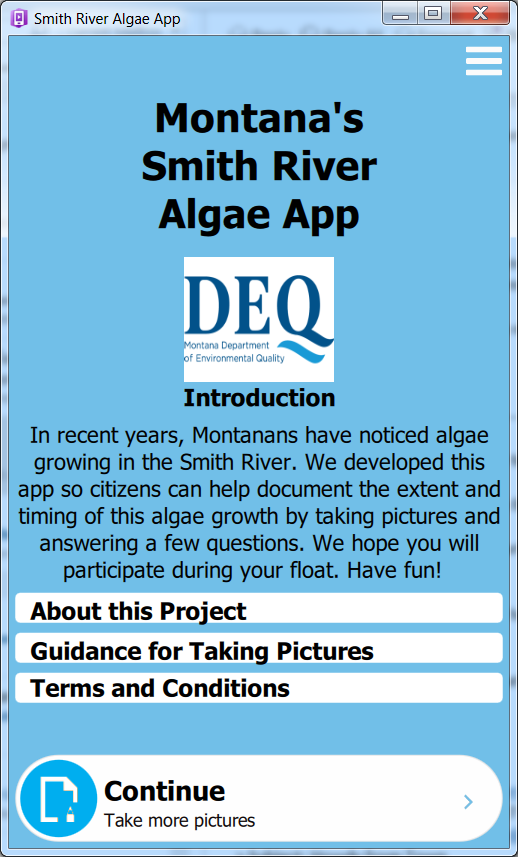 Smith River Algae App
Montana's
Smith River
Algae App
DEQ
Montana Department
of Environmental Quality
Introduction
In recent years, Montanans have noticed algae
growing in the Smith River. We developed this
app so citizens can help document the extent and
timing of this algae growth by taking pictures and
answering a few questions. We hope you will
participate during your float. Have fun!
About this Project
Guidance for Taking Pictures
Terms and Conditions
Continue
Take more pictures